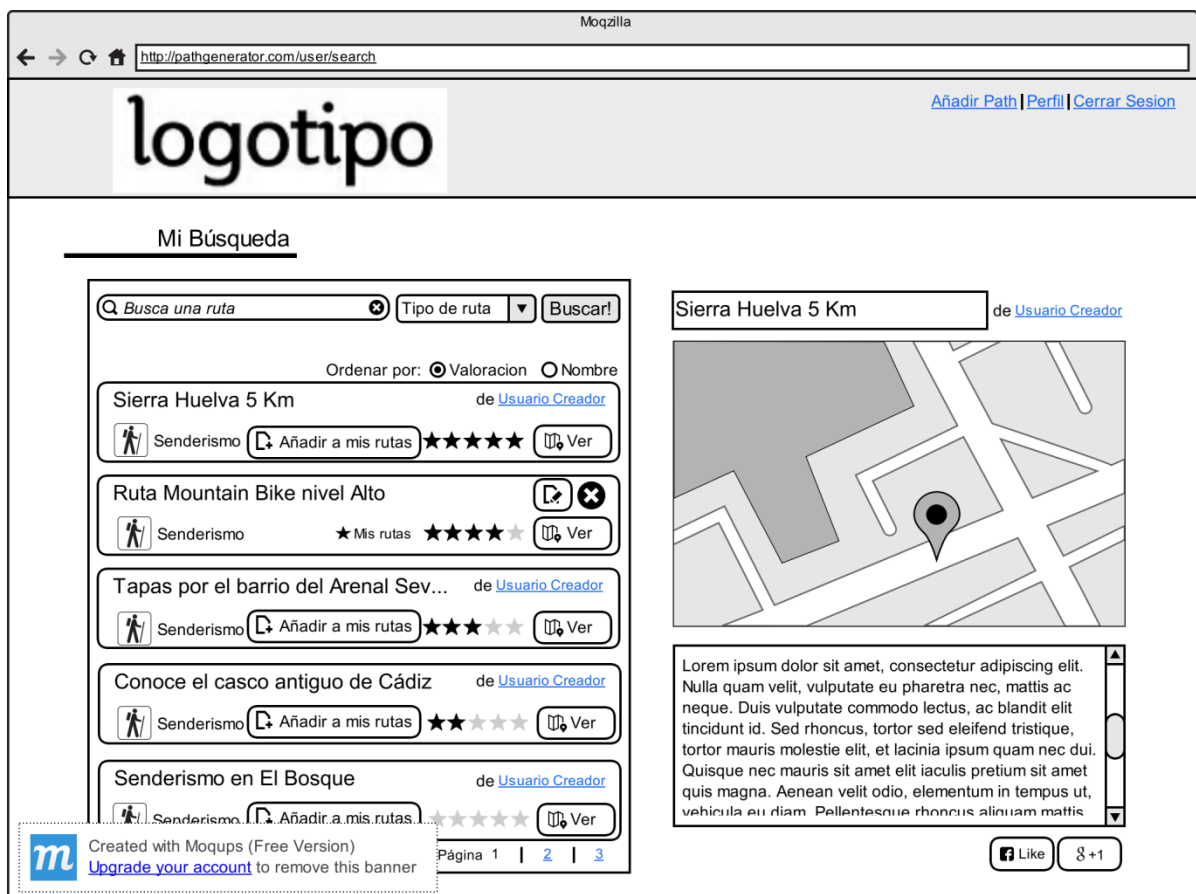 Moqzilla
http://pathgenerator.com/user/search
logotipo
Añadir Path | Perfil | Cerrar Sesion
Mi Búsqueda
Busca una ruta
Tipo de ruta
Buscar!
Ordenar por: Valoracion Nombre
Sierra Huelva 5 Km de Usuario Creador
Senderismo Añadir a mis rutas Ver
Ruta Mountain Bike nivel Alto
Senderismo Mis rutas Ver
Tapas por el barrio del Arenal Sev... de Usuario Creador
Senderismo Añadir a mis rutas Ver
Conoce el casco antiguo de Cádiz de Usuario Creador
Senderismo Añadir a mis rutas Ver
Senderismo en El Bosque de Usuario Creador
Senderismo Añadir a mis rutas Ver
Página 1 | 2 | 3
Sierra Huelva 5 Km de Usuario Creador
Lorem ipsum dolor sit amet, consectetur adipiscing elit.
Nulla quam velit, vulputate eu pharetra nec, mattis ac
neque. Duis vulputate commodo lectus, ac blandit elit
tincidunt id. Sed rhoncus, tortor sed eleifend tristique,
tortor mauris molestie elit, et lacinia ipsum quam nec dui.
Quisque nec mauris sit amet elit iaculis pretium sit amet
quis magna. Aenean velit odio, elementum in tempus ut,
vehicula eu diam. Pellentesque rhoncus aliquam mattis
Like
g+1
m
Created with Moqups (Free Version)
Upgrade your account to remove this banner